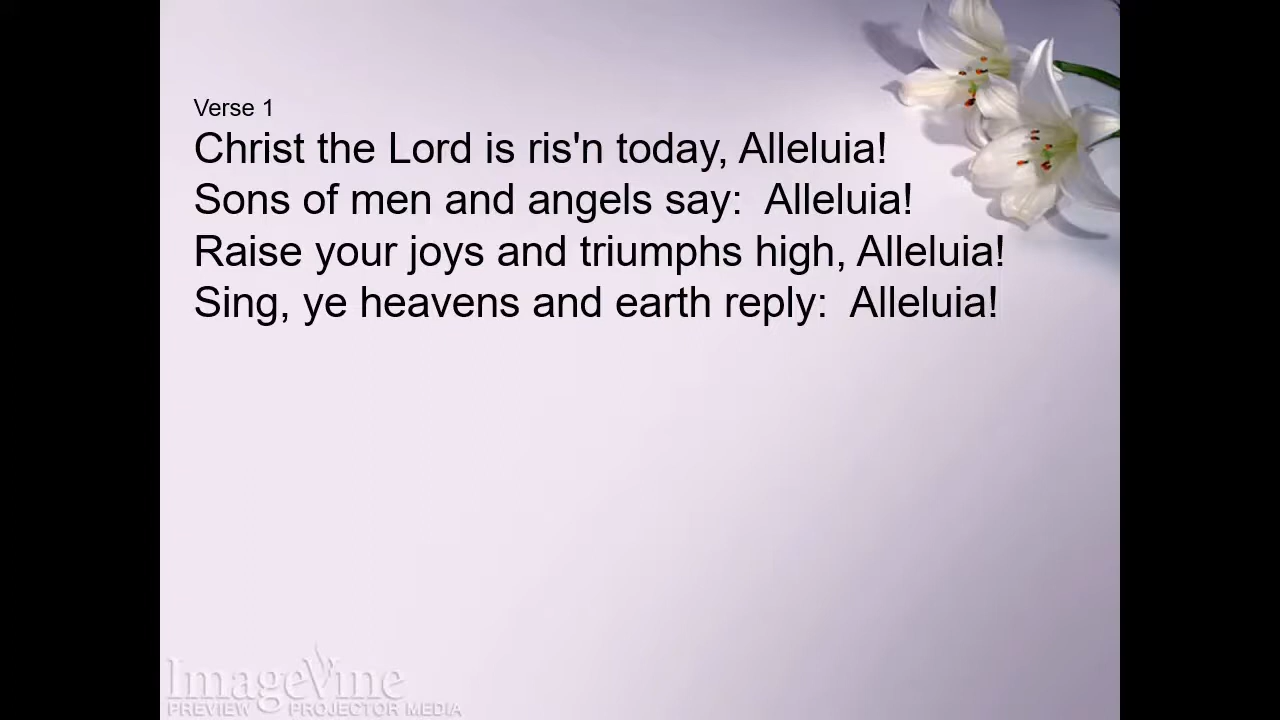 Verse 1
Christ the Lord is ris'n today, Alleluia!
Sons of men and angels say:  Alleluia!
Raise your joys and triumphs high, Alleluia!
Sing, ye heavens and earth reply:  Alleluia!
ImageVine
PREVIEW PROJECTOR MEDIA